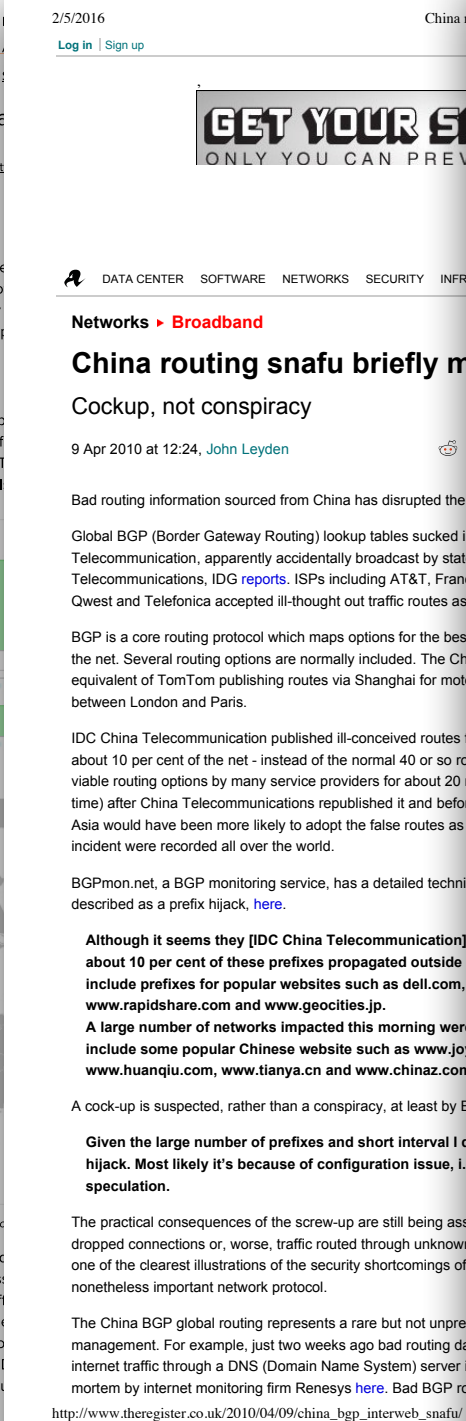 2/5/2016 China
Log in | Sign up
,
GET YOUR
ONLY YOU CAN PREV
DATA CENTER SOFTWARE NETWORKS SECURITY INFR
Networks ▸ Broadband
China routing snafu briefly
Cockup, not conspiracy
9 Apr 2010 at 12:24, John Leyden
Bad routing information sourced from China has disrupted the
Global BGP (Border Gateway Routing) lookup tables sucked
Telecommunication, apparently accidentally broadcast by
Telecommunications, IDG reports. ISPs including AT&T,
Qwest and Telefonica accepted ill-thought out traffic routes as
BGP is a core routing protocol which maps options for the
the net. Several routing options are normally included. The
equivalent of TomTom publishing routes via Shanghai for
between London and Paris.
IDC China Telecommunication published ill-conceived routes
about 10 per cent of the net - instead of the normal 40 or so
viable routing options by many service providers for about 20
time) after China Telecommunications republished it and
Asia would have been more likely to adopt the false routes as
incident were recorded all over the world.
BGPmon.net, a BGP monitoring service, has a detailed
described as a prefix hijack, here.
Although it seems they [IDC China Telecommunication]
about 10 per cent of these prefixes propagated outside
include prefixes for popular websites such as dell.com,
www.rapidshare.com and www.geocities.jp.
A large number of networks impacted this morning
include some popular Chinese website such as
www.huanqiu.com, www.tianya.cn and www.chinaz.com
A cock-up is suspected, rather than a conspiracy, at least by
Given the large number of prefixes and short interval I
hijack. Most likely it's because of configuration issue, i.
speculation.
The practical consequences of the screw-up are still being
dropped connections or, worse, traffic routed through
one of the clearest illustrations of the security shortcomings of
nonetheless important network protocol.
The China BGP global routing represents a rare but not
management. For example, just two weeks ago bad routing
internet traffic through a DNS (Domain Name System) server
mortem by internet monitoring firm Renesys here. Bad BGP
http://www.theregister.co.uk/2010/04/09/china_bgp_interweb_snafu/